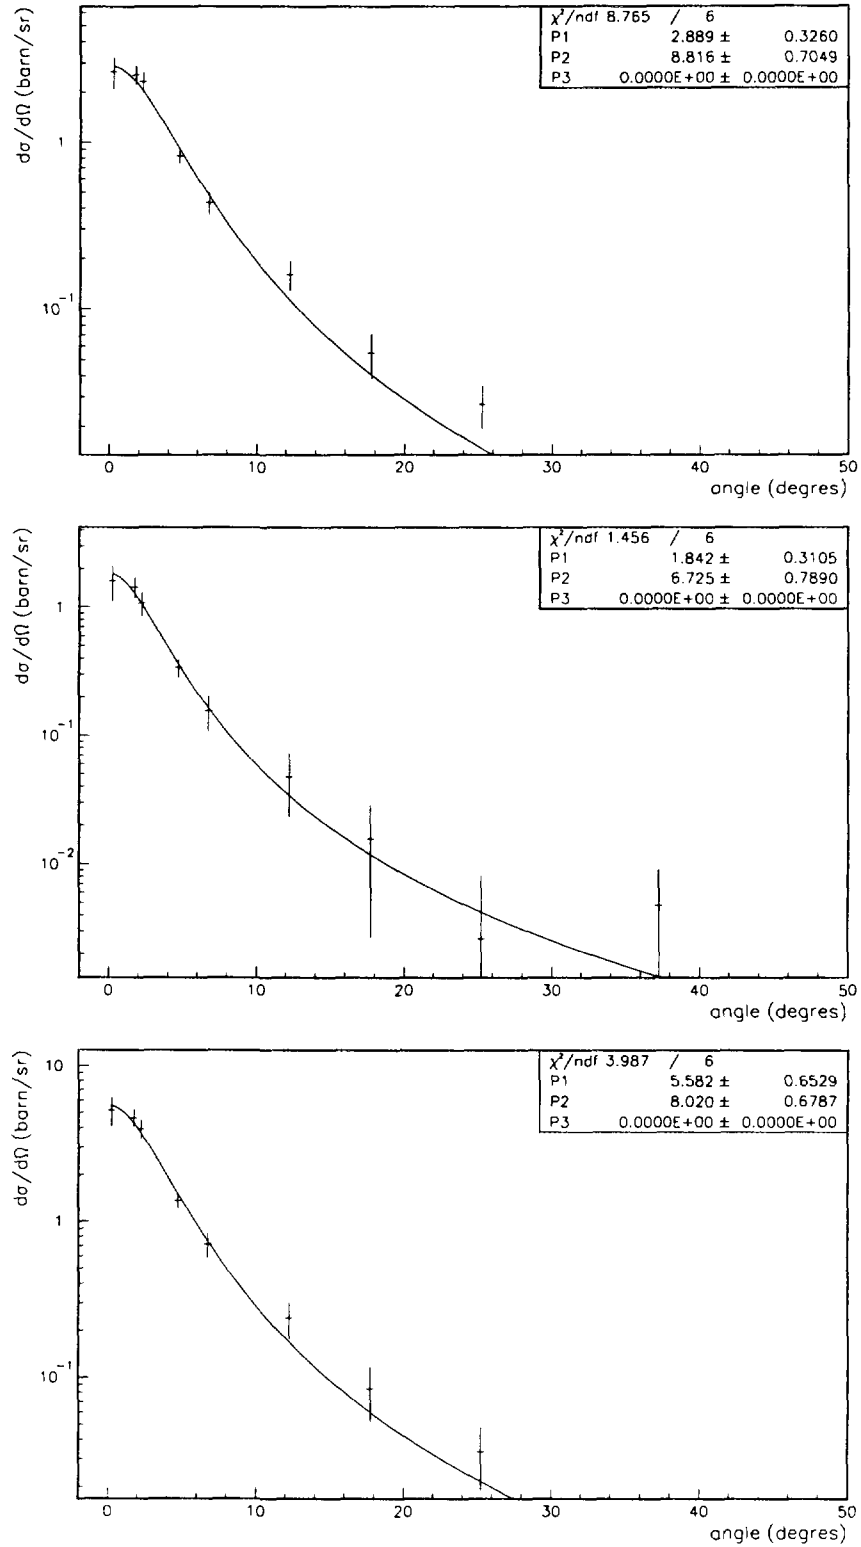 χ²/ndf 8.765 / 6
P1 2.889 ± 0.3260
P2 8.816 ± 0.7049
P3 0.0000E+00 ± 0.0000E+00
dσ/dΩ (barn/sr)
1
10⁻¹
0 10 20 30 40 50
angle (degres)
χ²/ndf 1.456 / 6
P1 1.842 ± 0.3105
P2 6.725 ± 0.7890
P3 0.0000E+00 ± 0.0000E+00
dσ/dΩ (barn/sr)
1
10⁻¹
10⁻²
0 10 20 30 40 50
angle (degres)
χ²/ndf 3.987 / 6
P1 5.582 ± 0.6529
P2 8.020 ± 0.6787
P3 0.0000E+00 ± 0.0000E+00
dσ/dΩ (barn/sr)
10
1
10⁻¹
0 10 20 30 40 50
angle (degres)